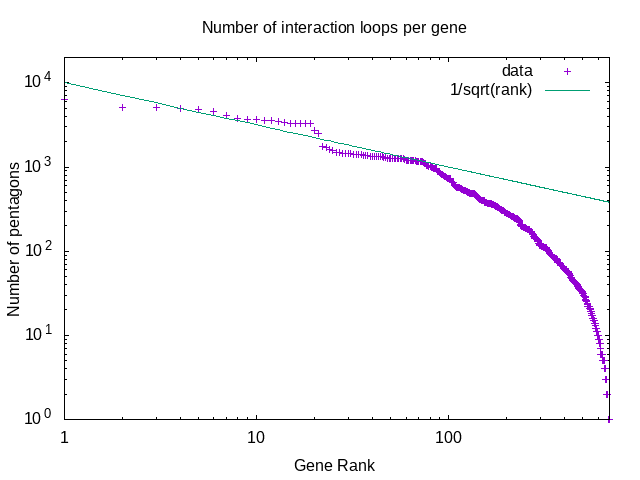 Number of interaction loops per gene
data
1/sqrt(rank)
Number of pentagons
10^4
10^3
10^2
10^1
10^0
1
10
100
Gene Rank